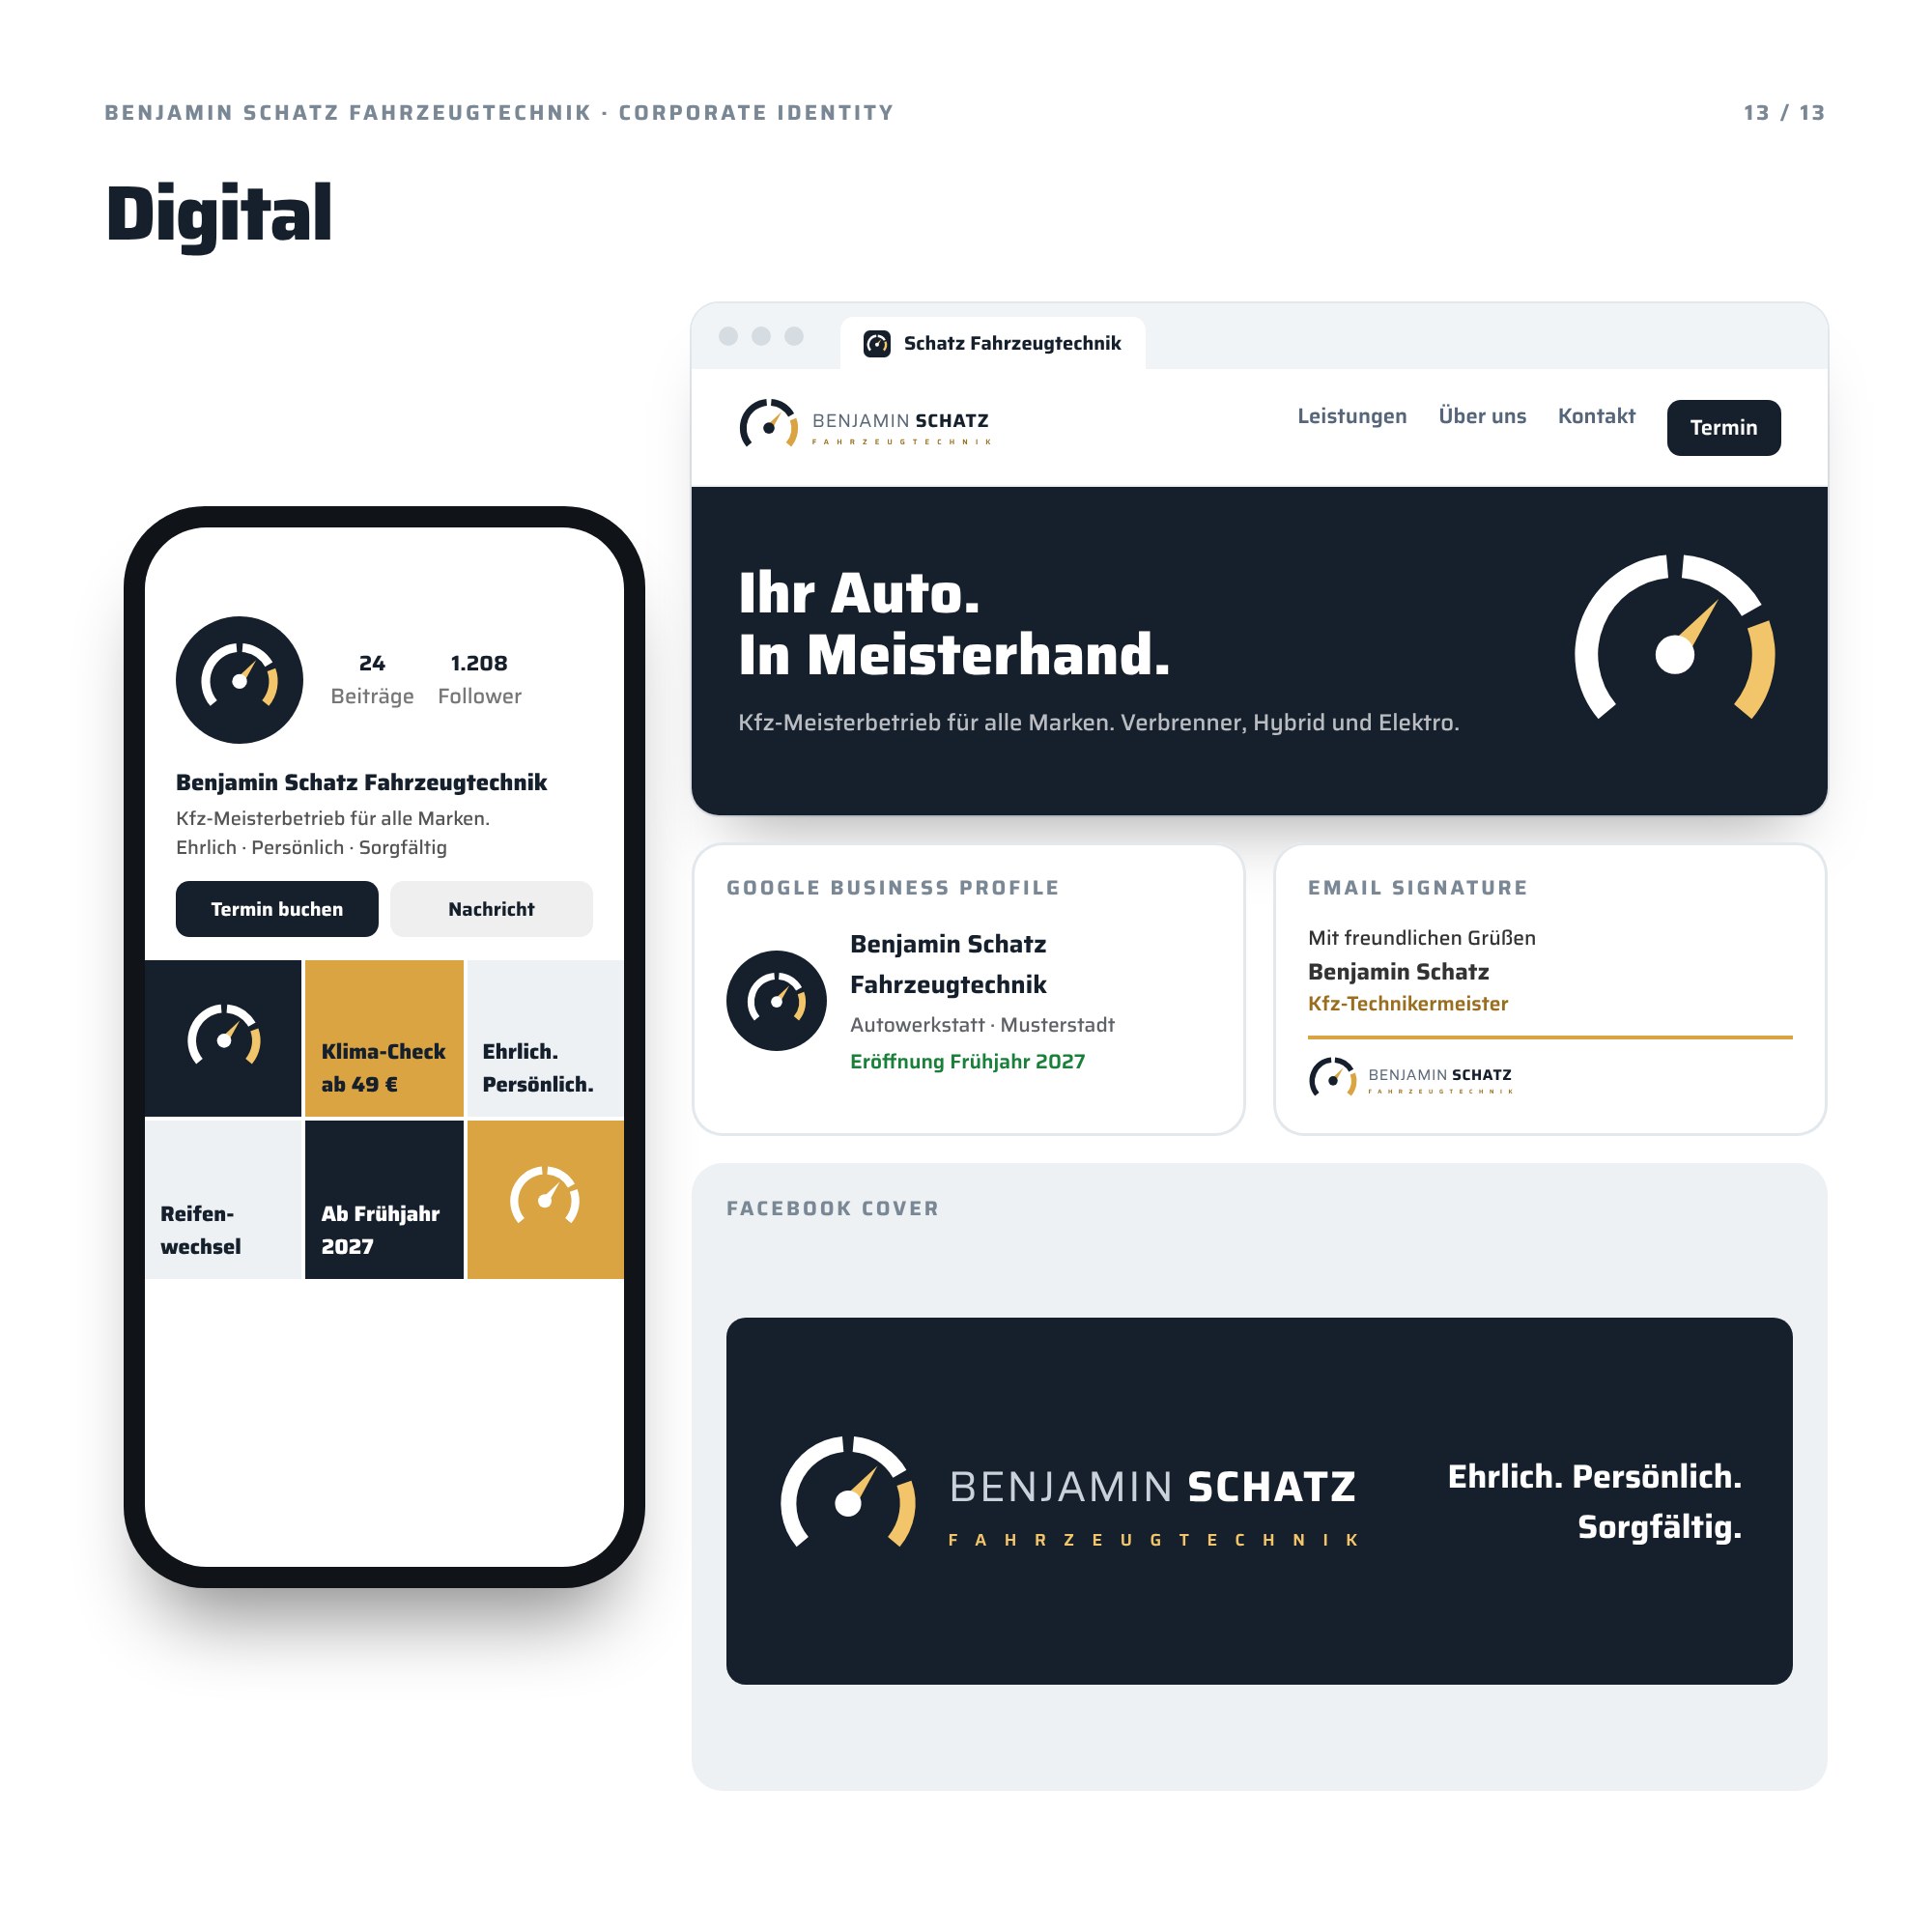 BENJAMIN SCHATZ FAHRZEUGTECHNIK · CORPORATE IDENTITY
13 / 13
Digital
Schatz Fahrzeugtechnik
BENJAMIN SCHATZ
FAHRZEUGTECHNIK
Leistungen Über uns Kontakt Termin
Ihr Auto.
In Meisterhand.
Kfz-Meisterbetrieb für alle Marken. Verbrenner, Hybrid und Elektro.
24 1.208
Beiträge Follower
Benjamin Schatz Fahrzeugtechnik
Kfz-Meisterbetrieb für alle Marken.
Ehrlich · Persönlich · Sorgfältig
Termin buchen Nachricht
Klima-Check
ab 49 €
Ehrlich.
Persönlich.
Reifen-
wechsel
Ab Frühjahr
2027
GOOGLE BUSINESS PROFILE
Benjamin Schatz
Fahrzeugtechnik
Autowerkstatt · Musterstadt
Eröffnung Frühjahr 2027
EMAIL SIGNATURE
Mit freundlichen Grüßen
Benjamin Schatz
Kfz-Technikermeister
BENJAMIN SCHATZ
FAHRZEUGTECHNIK
FACEBOOK COVER
BENJAMIN SCHATZ
FAHRZEUGTECHNIK
Ehrlich. Persönlich.
Sorgfältig.